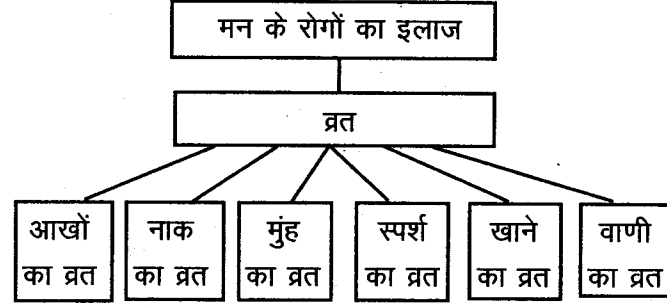 मन के रोगों का इलाज
व्रत
आखों
का व्रत
नाक
का व्रत
मुंह
का व्रत
स्पर्श
का व्रत
खाने
का व्रत
वाणी
का व्रत